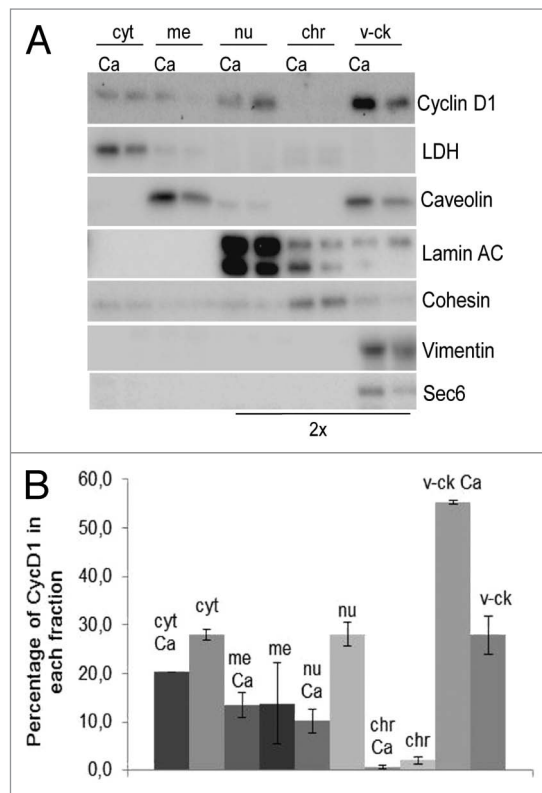 A
cyt me nu chr v-ck
Ca Ca Ca Ca Ca
Cyclin D1
LDH
Caveolin
Lamin AC
Cohesin
Vimentin
Sec6
2x
B
Percentage of CycD1 in
each fraction
60,0
50,0
40,0
30,0
20,0
10,0
0,0
cyt
Ca
cyt
me
Ca
me
nu
Ca
nu
chr
Ca
chr
v-ck Ca
v-ck